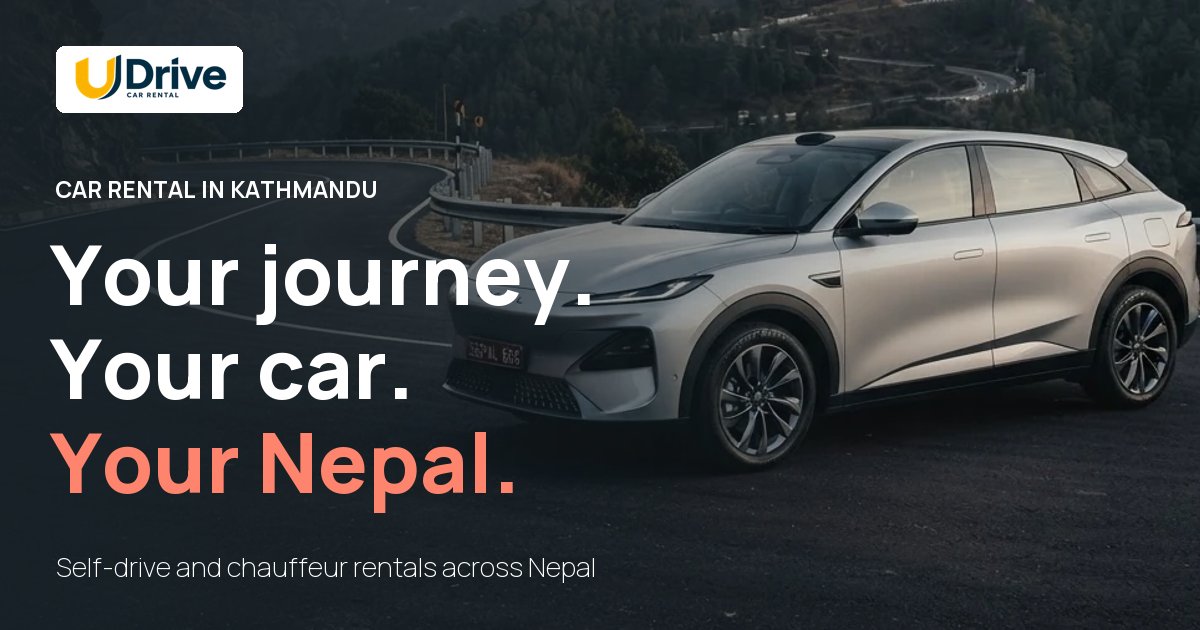 UDrive
CAR RENTAL
CAR RENTAL IN KATHMANDU
Your journey.
Your car.
Your Nepal.
Self-drive and chauffeur rentals across Nepal